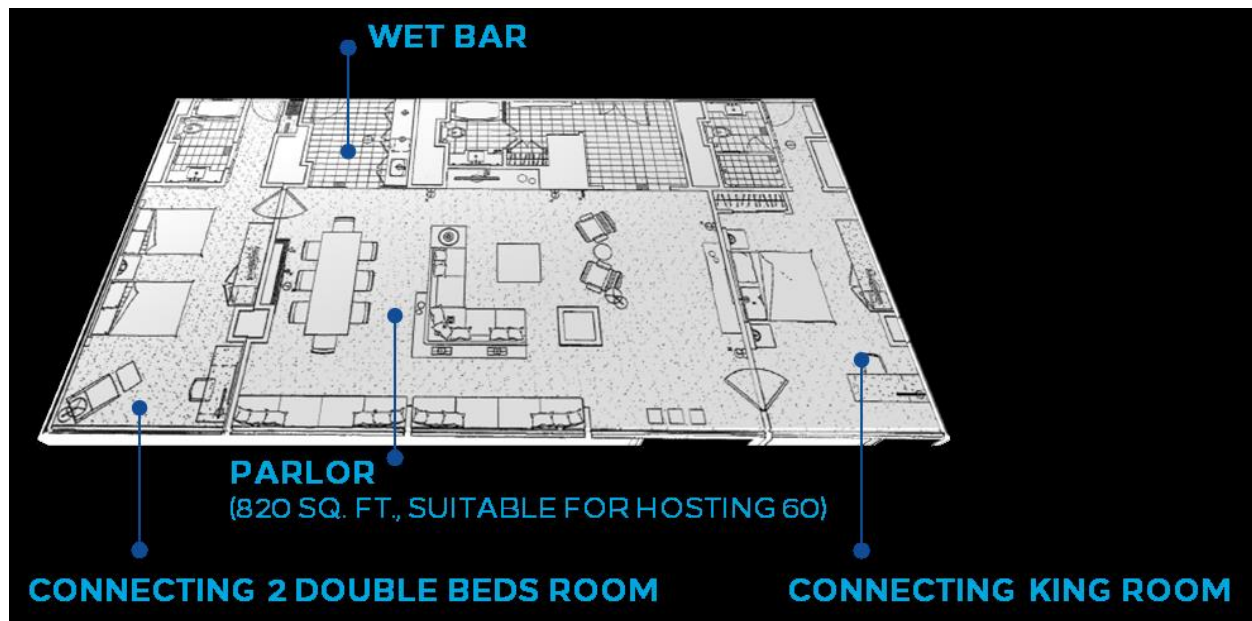 WET BAR
PARLOR
(820 SQ. FT., SUITABLE FOR HOSTING 60)
CONNECTING 2 DOUBLE BEDS ROOM
CONNECTING KING ROOM